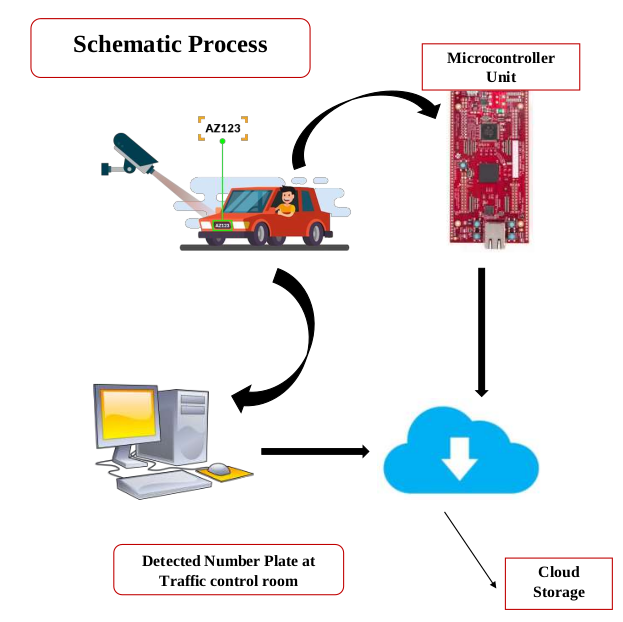 Schematic Process
Microcontroller
Unit
AZ123
AZ123
Detected Number Plate at
Traffic control room
Cloud
Storage